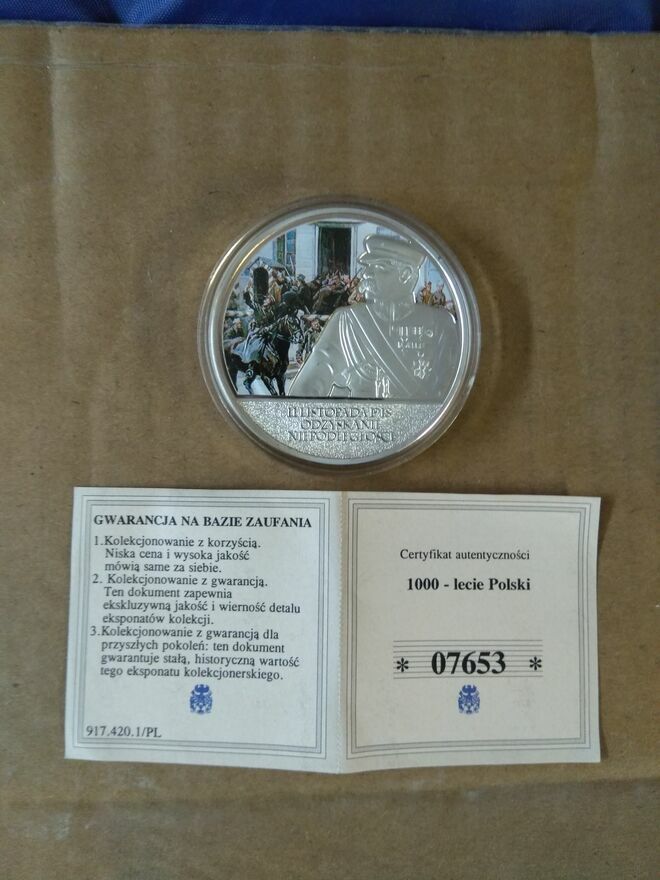 11 LISTOPADA 1918
ODZYSKANIE
NIEPODLEGŁOŚCI
GWARANCJA NA BAZIE ZAUFANIA
1.Kolekcjonowanie z korzyścią.
Niska cena i wysoka jakość
mówią same za siebie.
2. Kolekcjonowanie z gwarancją.
Ten dokument zapewnia
ekskluzywną jakość i wierność detalu
eksponatów kolekcji.
3.Kolekcjonowanie z gwarancją dla
przyszłych pokoleń: ten dokument
gwarantuje stałą, historyczną wartość
tego eksponatu kolekcjonerskiego.
917.420.1/PL
Certyfikat autentyczności
1000 - lecie Polski
* 07653 *